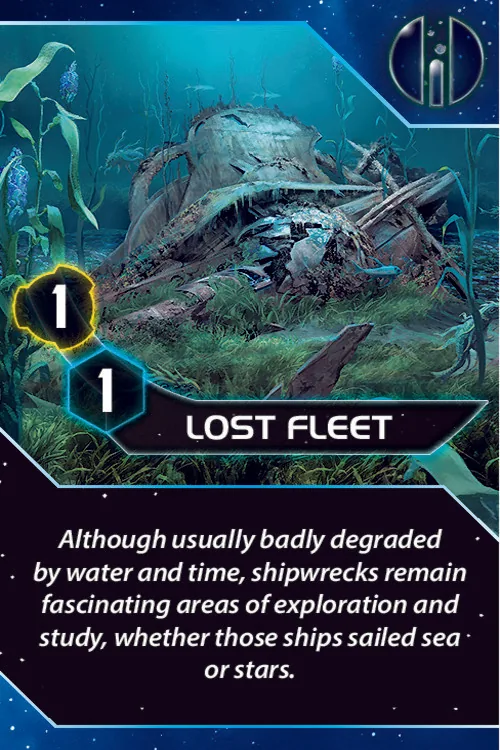 1
1
LOST FLEET
Although usually badly degraded
by water and time, shipwrecks remain
fascinating areas of exploration and
study, whether those ships sailed sea
or stars.